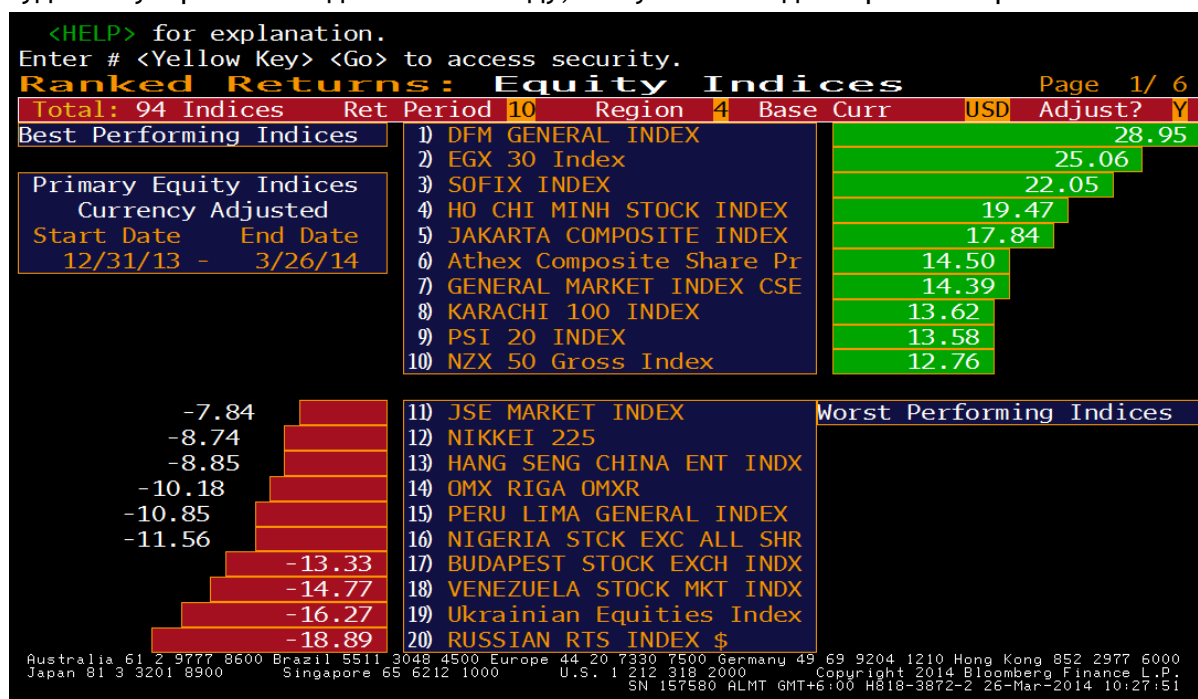 <HELP> for explanation.
Enter # <Yellow Key> <Go> to access security.
Ranked Returns: Equity Indices Page 1/ 6
Total: 94 Indices Ret Period 10 Region 4 Base Curr USD Adjust? Y
Best Performing Indices
1) DFM GENERAL INDEX 28.95
2) EGX 30 Index 25.06
Primary Equity Indices
Currency Adjusted
Start Date End Date
12/31/13 - 3/26/14
3) SOFIX INDEX 22.05
4) HO CHI MINH STOCK INDEX 19.47
5) JAKARTA COMPOSITE INDEX 17.84
6) Athex Composite Share Pr 14.50
7) GENERAL MARKET INDEX CSE 14.39
8) KARACHI 100 INDEX 13.62
9) PSI 20 INDEX 13.58
10) NZX 50 Gross Index 12.76
Worst Performing Indices
-7.84 11) JSE MARKET INDEX
-8.74 12) NIKKEI 225
-8.85 13) HANG SENG CHINA ENT INDX
-10.18 14) OMX RIGA OMXR
-10.85 15) PERU LIMA GENERAL INDEX
-11.56 16) NIGERIA STCK EXC ALL SHR
-13.33 17) BUDAPEST STOCK EXCH INDX
-14.77 18) VENEZUELA STOCK MKT INDX
-16.27 19) Ukrainian Equities Index
-18.89 20) RUSSIAN RTS INDEX $
Australia 61 2 9777 8600 Brazil 5511 3048 4500 Europe 44 20 7330 7500 Germany 49 69 9204 1210 Hong Kong 852 2977 6000
Japan 81 3 3201 8900 Singapore 65 6212 1000 U.S. 1 212 318 2000 Copyright 2014 Bloomberg Finance L.P.
SN 157580 ALMT GMT+6:00 H818-3872-2 26-Mar-2014 10:27:51